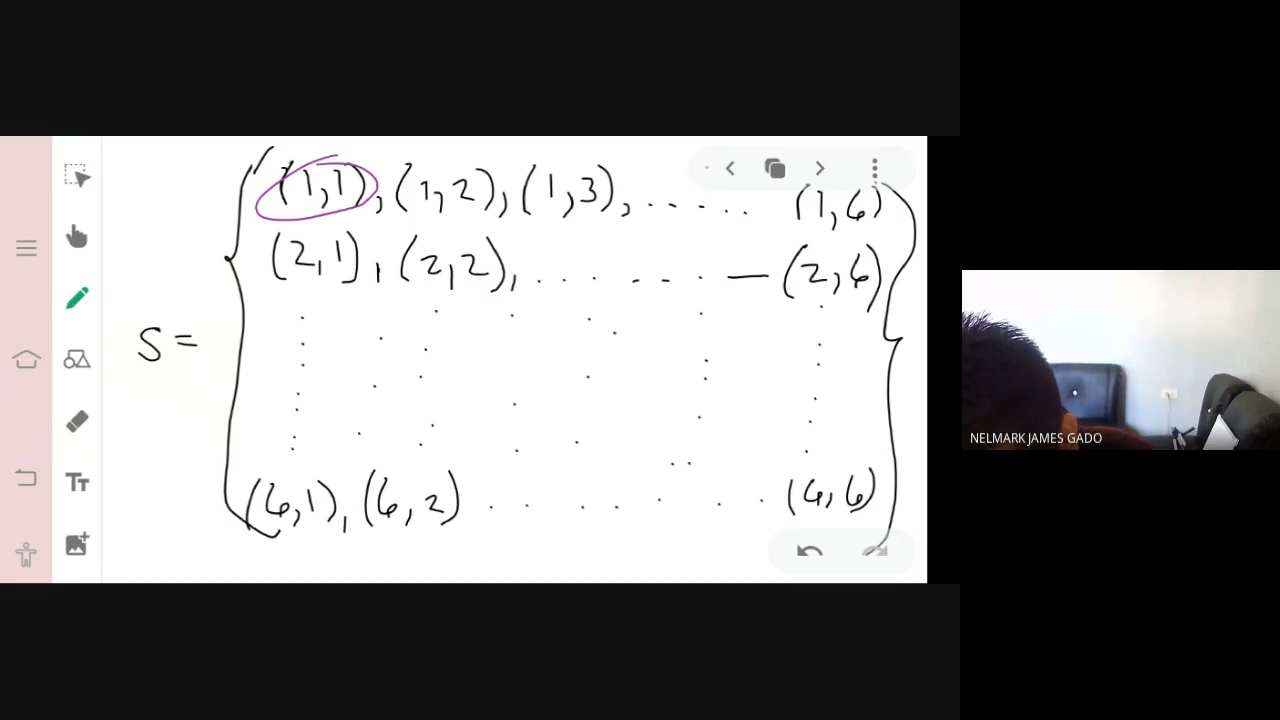 (1,1), (1,2), (1,3), ..... (1,6)
(2,1), (2,2), ...... — (2,6)
S =
(6,1), (6,2) ....... (6,6)
Tт
NELMARK JAMES GADO